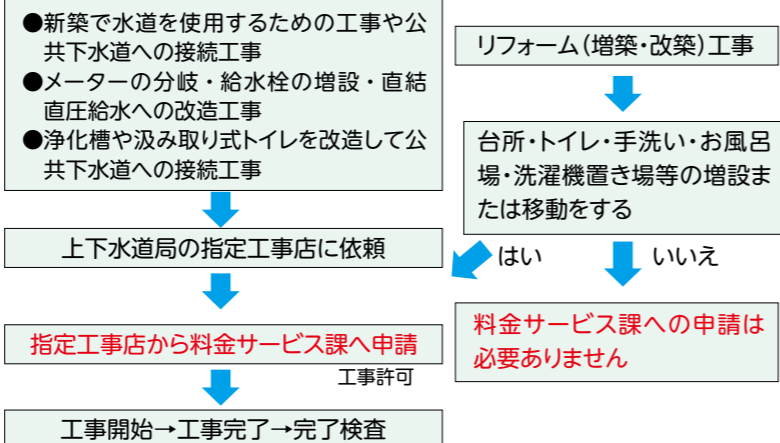 ●新築で水道を使用するための工事や公
共下水道への接続工事
●メーターの分岐・給水栓の増設・直結
直圧給水への改造工事
●浄化槽や汲み取り式トイレを改造して公
共下水道への接続工事
上下水道局の指定工事店に依頼
指定工事店から料金サービス課へ申請
工事許可
工事開始→工事完了→完了検査
リフォーム(増築・改築)工事
台所・トイレ・手洗い・お風呂
場・洗濯機置き場等の増設ま
たは移動をする
はい
いいえ
料金サービス課への申請は
必要ありません